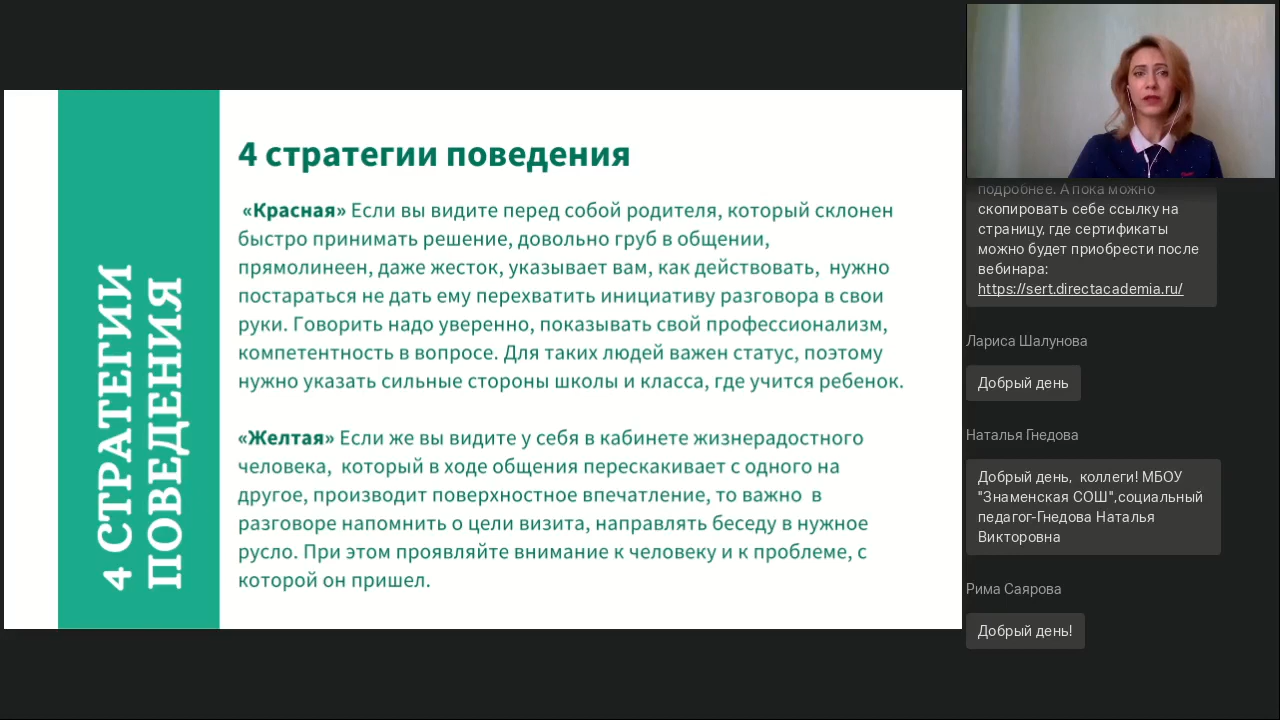 4 СТРАТЕГИИ
ПОВЕДЕНИЯ
4 стратегии поведения
«Красная» Если вы видите перед собой родителя, который склонен
быстро принимать решение, довольно груб в общении,
прямолинеен, даже жесток, указывает вам, как действовать,  нужно
постараться не дать ему перехватить инициативу разговора в свои
руки. Говорить надо уверенно, показывать свой профессионализм,
компетентность в вопросе. Для таких людей важен статус, поэтому
нужно указать сильные стороны школы и класса, где учится ребенок.
«Желтая» Если же вы видите у себя в кабинете жизнерадостного
человека,  который в ходе общения перескакивает с одного на
другое, производит поверхностное впечатление, то важно  в
разговоре напомнить о цели визита, направлять беседу в нужное
русло. При этом проявляйте внимание к человеку и к проблеме, с
которой он пришел.
подробнее. А пока можно
скопировать себе ссылку на
страницу, где сертификаты
можно будет приобрести после
вебинара:
https://sert.directacademia.ru/
Лариса Шалунова
Добрый день
Наталья Гнедова
Добрый день,  коллеги! МБОУ
"Знаменская СОШ",социальный
педагог-Гнедова Наталья
Викторовна
Рима Саярова
Добрый день!